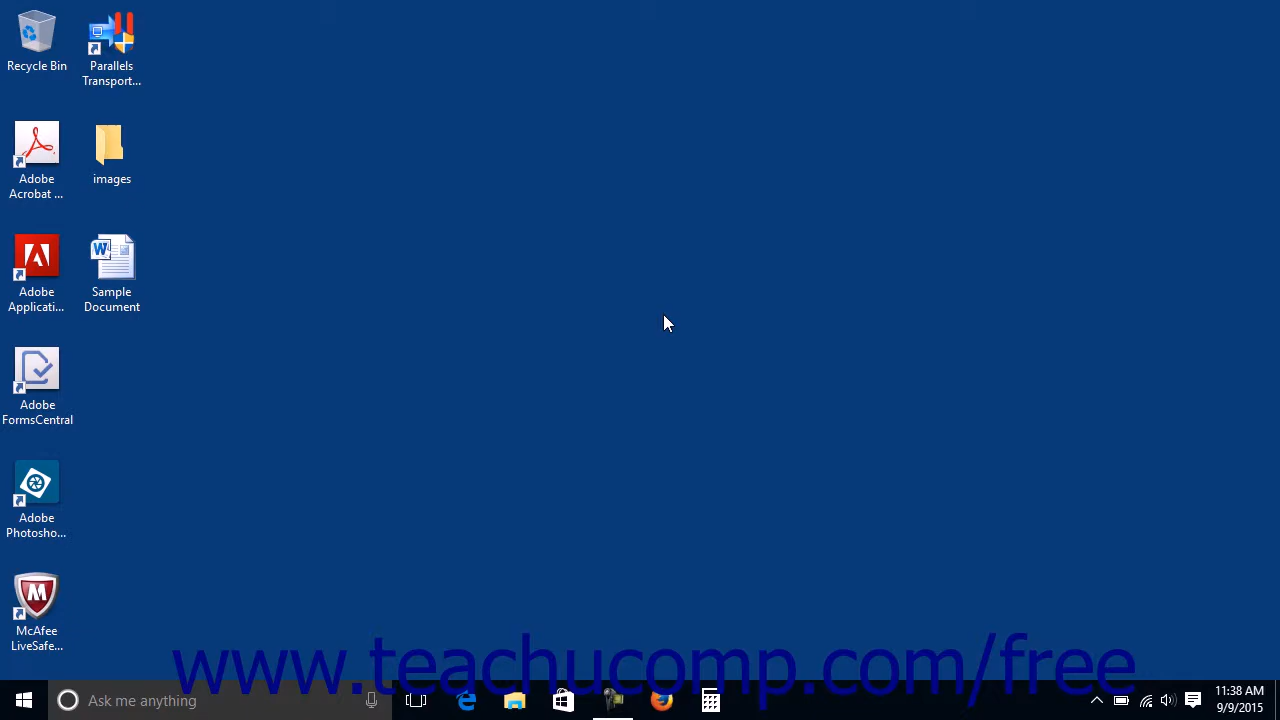 Recycle Bin
Parallels
Transport...
Adobe
Acrobat ...
images
Adobe
Applicati...
W
Sample
Document
Adobe
FormsCentral
Adobe
Photosho...
M
McAfee
LiveSafe...
www.teachucomp.com/free
Ask me anything
11:38 AM
9/9/2015